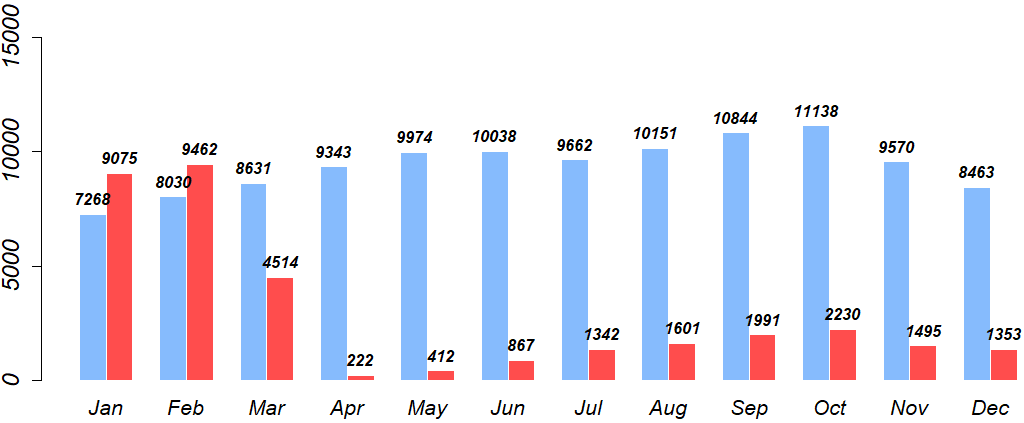 15000
10000
5000
0
7268 9075 8030 9462 8631 4514 9343 222 9974 412 10038 867 9662 1342 10151 1601 10844 1991 11138 2230 9570 1495 8463 1353
Jan Feb Mar Apr May Jun Jul Aug Sep Oct Nov Dec